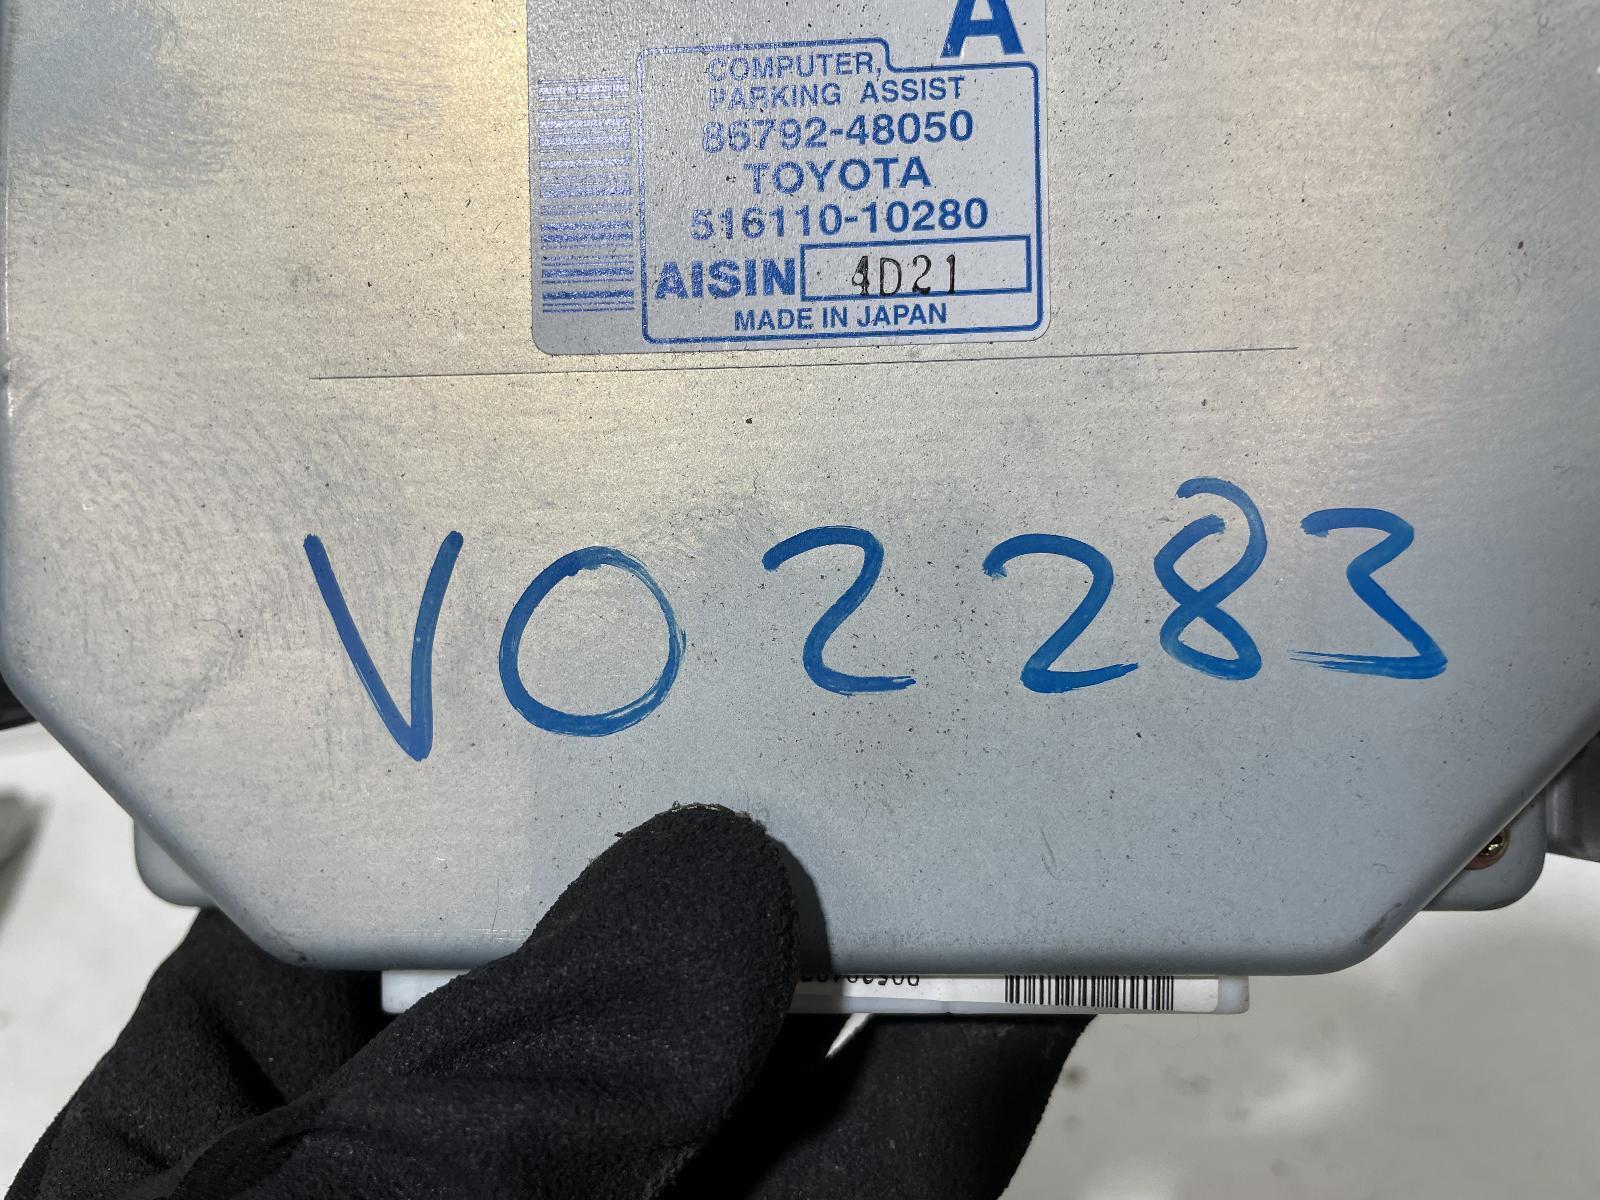 A
COMPUTER,
PARKING ASSIST
86792-48050
TOYOTA
516110-10280
AISIN 4D21
MADE IN JAPAN
VO2283